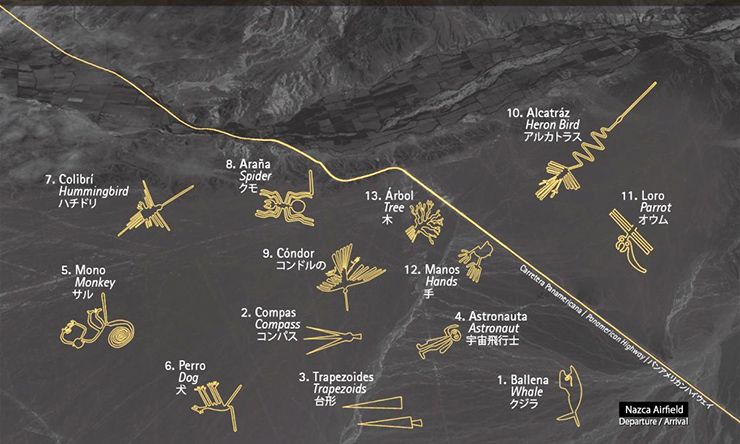 10. Alcatráz
Heron Bird
アルカトラス
7. Colibrí
Hummingbird
ハチドリ
8. Araña
Spider
クモ
13. Árbol
Tree
木
11. Loro
Parrot
オウム
5. Mono
Monkey
サル
9. Cóndor
コンドルの
12. Manos
Hands
手
2. Compas
Compass
コンパス
4. Astronauta
Astronaut
宇宙飛行士
6. Perro
Dog
犬
3. Trapezoides
Trapezoids
台形
1. Ballena
Whale
クジラ
Carretera Panamericana / Panamerican Highway / パンアメリカンハイウェイ
Nazca Airfield
Departure / Arrival